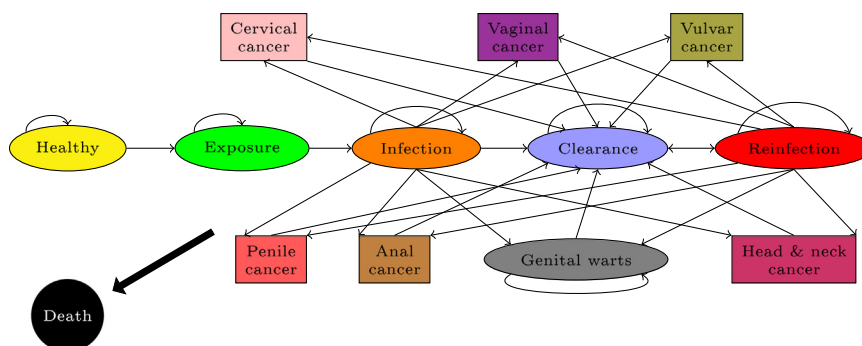 Cervical
cancer
Vaginal
cancer
Vulvar
cancer
Healthy
Exposure
Infection
Clearance
Reinfection
Penile
cancer
Anal
cancer
Genital warts
Head & neck
cancer
Death